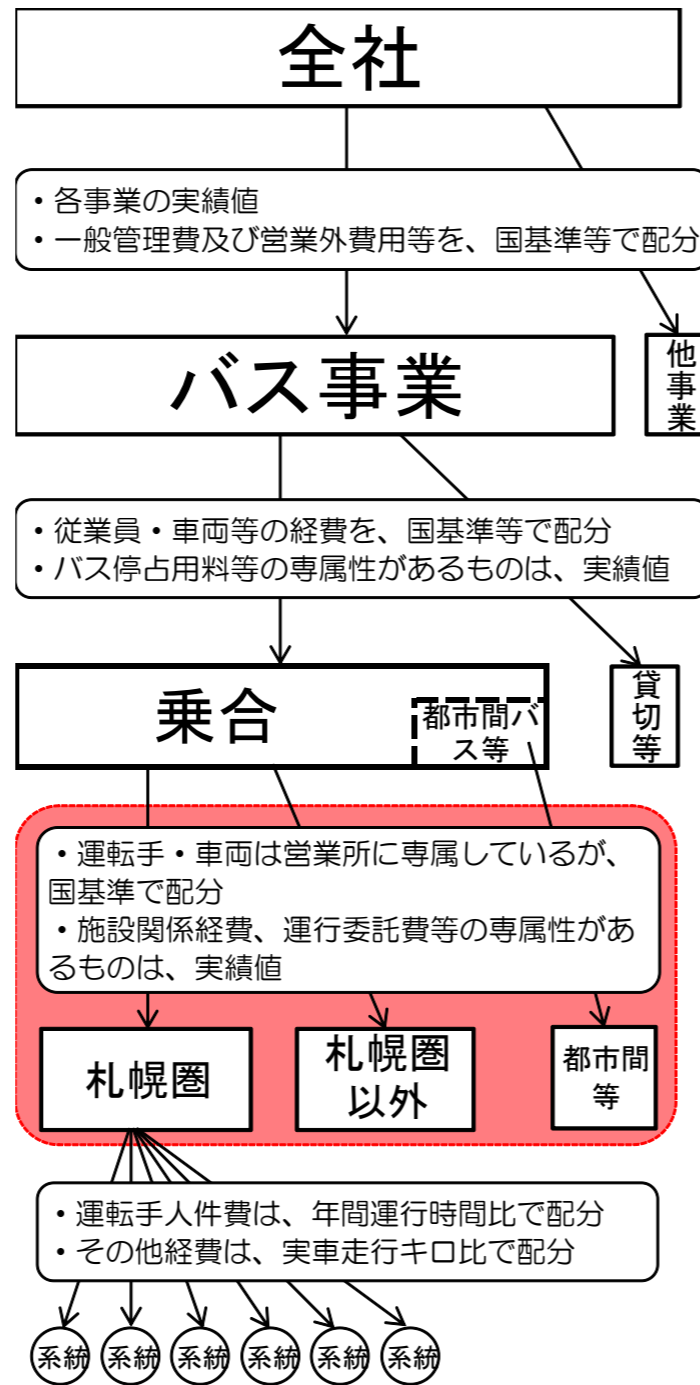 全社
・各事業の実績値
・一般管理費及び営業外費用等を、国基準等で配分
バス事業
他事業
・従業員・車両等の経費を、国基準等で配分
・バス停占用料等の専属性があるものは、実績値
乗合
都市間バ
ス等
貸切等
・運転手・車両は営業所に専属しているが、
国基準で配分
・施設関係経費、運行委託費等の専属性があ
るものは、実績値
札幌圏
札幌圏
以外
都市間
等
・運転手人件費は、年間運行時間比で配分
・その他経費は、実車走行キロ比で配分
系統 系統 系統 系統 系統 系統